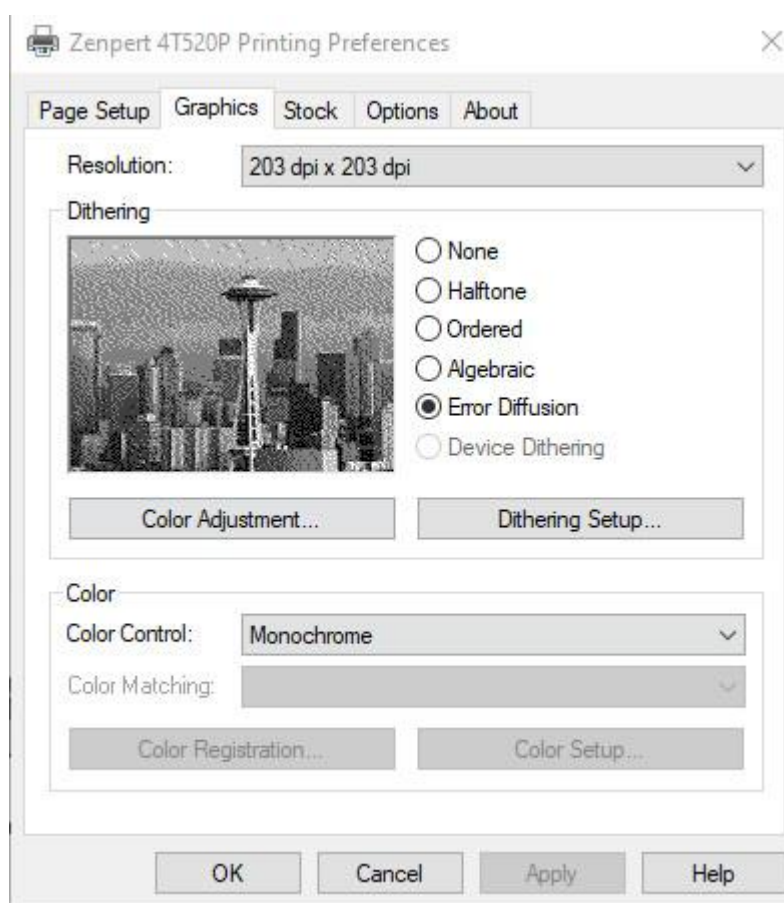 Zenpert 4T520P Printing Preferences
Page Setup Graphics Stock Options About
Resolution: 203 dpi x 203 dpi
Dithering
None
Halftone
Ordered
Algebraic
Error Diffusion
Device Dithering
Color Adjustment... Dithering Setup...
Color
Color Control: Monochrome
Color Matching:
Color Registration... Color Setup...
OK Cancel Apply Help